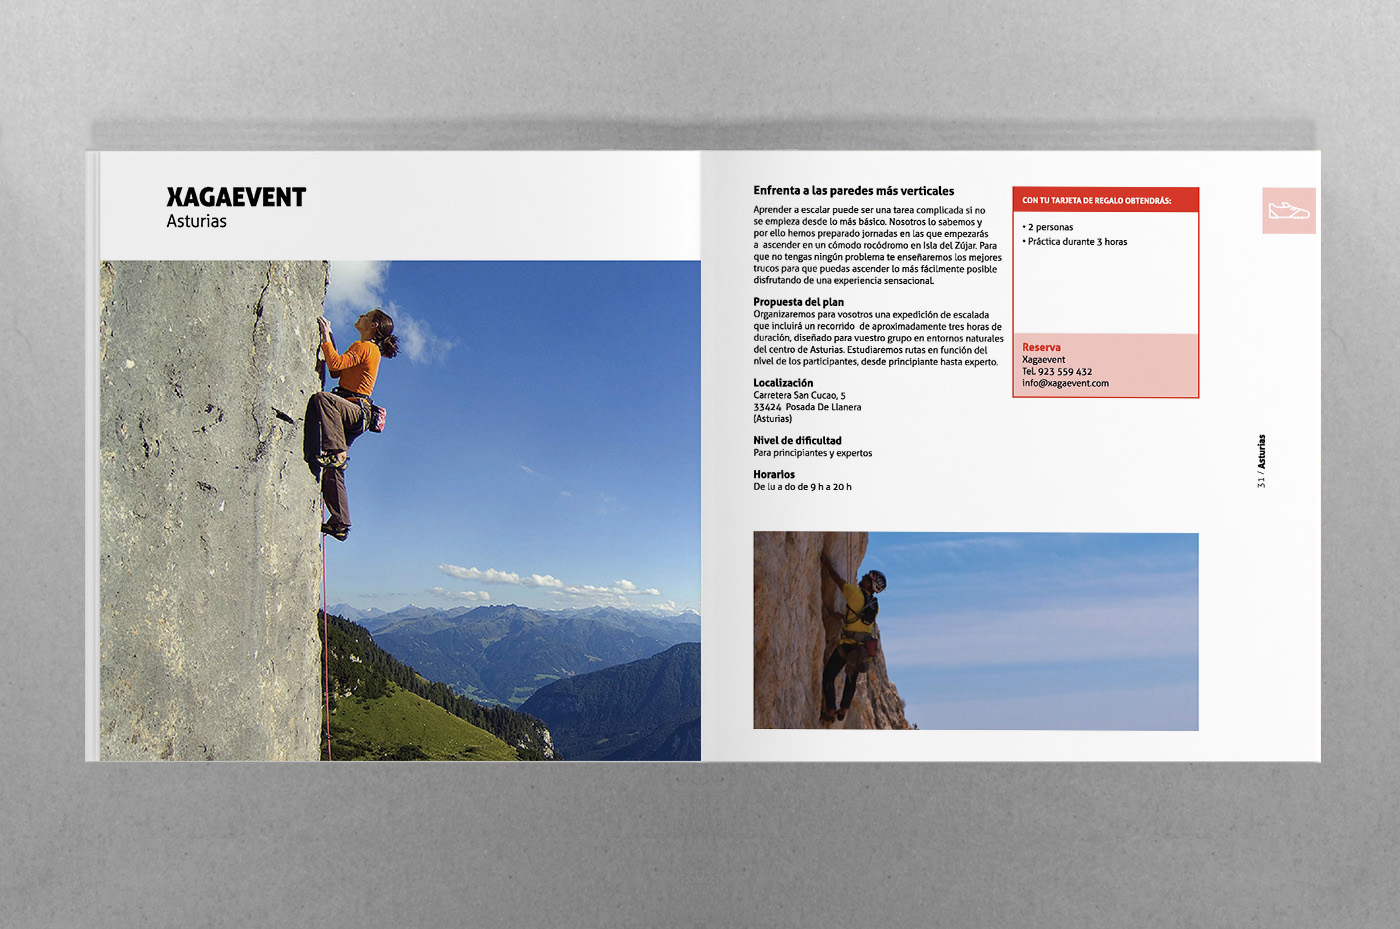 XAGAEVENT
Asturias
Enfrenta a las paredes más verticales
Aprender a escalar puede ser una tarea complicada si no
se empieza desde lo más básico. Nosotros lo sabemos y
por ello hemos preparado jornadas en las que empezarás
a ascender en un cómodo rocódromo en Isla del Zújar. Para
que no tengas ningún problema te enseñaremos los mejores
trucos para que puedas ascender lo más fácilmente posible
disfrutando de una experiencia sensacional.
Propuesta del plan
Organizaremos para vosotros una expedición de escalada
que incluirá un recorrido de aproximadamente tres horas de
duración, diseñado para vuestro grupo en entornos naturales
del centro de Asturias. Estudiaremos rutas en función del
nivel de los participantes, desde principiante hasta experto.
Localización
Carretera San Cucao, 5
33424 Posada De Llanera
(Asturias)
Nivel de dificultad
Para principiantes y expertos
Horarios
De lu a do de 9 h a 20 h
CON TU TARJETA DE REGALO OBTENDRÁS:
• 2 personas
• Práctica durante 3 horas
Reserva
Xagaevent
Tel. 923 559 432
info@xagaevent.com
31 / Asturias